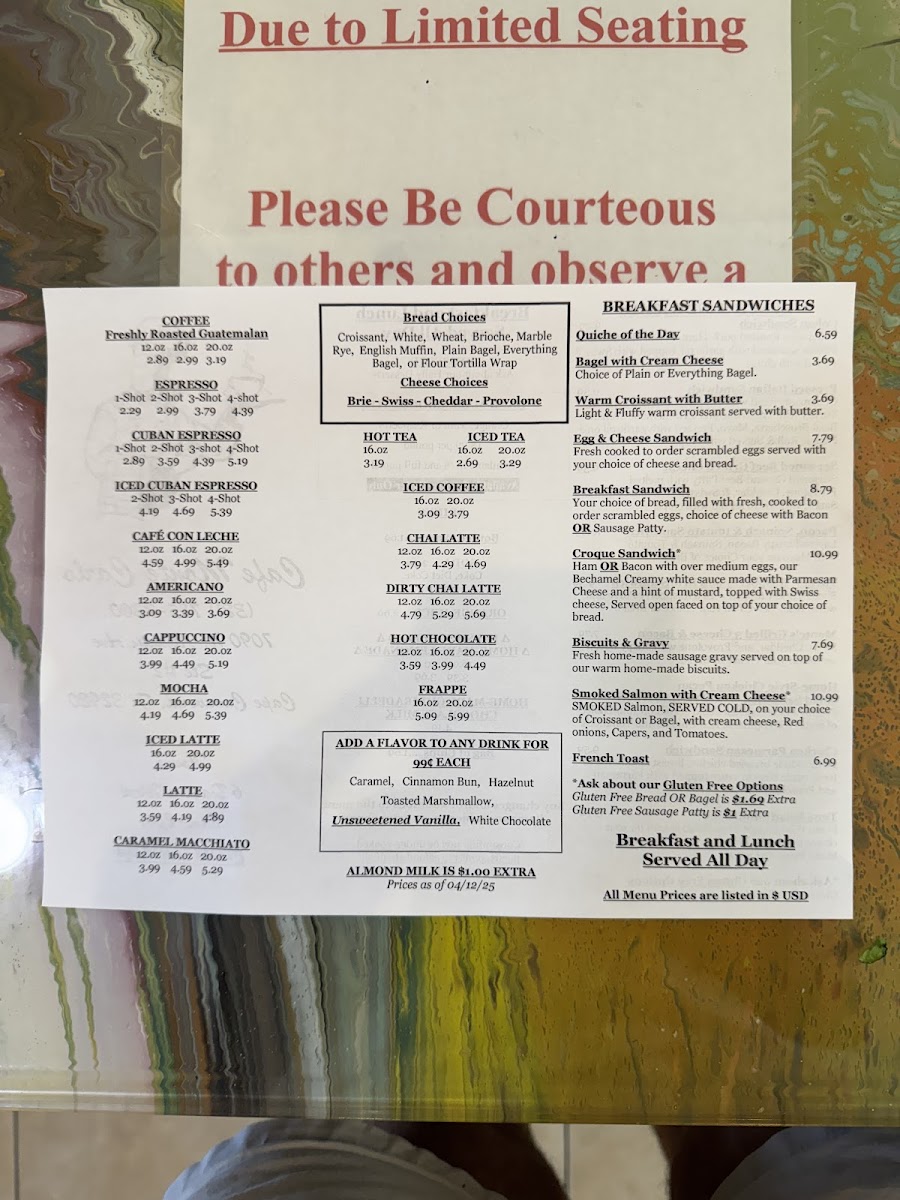 Due to Limited Seating
Please Be Courteous
to others and observe a
COFFEE
Freshly Roasted Guatemalan
12.oz 16.oz 20.oz
2.89 2.99 3.19
ESPRESSO
1-Shot 2-Shot 3-Shot 4-shot
2.29 2.99 3.79 4.39
CUBAN ESPRESSO
1-Shot 2-Shot 3-shot 4-Shot
2.89 3.59 4.39 5.19
ICED CUBAN ESPRESSO
2-Shot 3-Shot 4-Shot
4.19 4.69 5.39
CAFÉ CON LECHE
12.oz 16.oz 20.oz
4.59 4.99 5.49
AMERICANO
12.oz 16.oz 20.oz
3.09 3.39 3.69
CAPPUCCINO
12.oz 16.oz 20.oz
3.99 4.49 5.19
MOCHA
12.oz 16.oz 20.oz
4.19 4.69 5.39
ICED LATTE
16.oz 20.oz
4.29 4.99
LATTE
12.oz 16.oz 20.oz
3.59 4.19 4:89
CARAMEL MACCHIATO
12.oz 16.oz 20.oz
3.99 4.59 5.29
Bread Choices
Croissant, White, Wheat, Brioche, Marble
Rye, English Muffin, Plain Bagel, Everything
Bagel, or Flour Tortilla Wrap
Cheese Choices
Brie - Swiss - Cheddar - Provolone
HOT TEA ICED TEA
16.oz 16.oz 20.oz
3.19 2.69 3.29
ICED COFFEE
16.oz 20.oz
3.09 3.79
CHAI LATTE
12.oz 16.oz 20.oz
3.79 4.29 4.69
DIRTY CHAI LATTE
12.oz 16.oz 20.oz
4.79 5.29 5.69
HOT CHOCOLATE
12.oz 16.oz 20.oz
3.59 3.99 4.49
FRAPPE
16.oz 20.oz
5.09 5.99
ADD A FLAVOR TO ANY DRINK FOR
99¢ EACH
Caramel, Cinnamon Bun, Hazelnut
Toasted Marshmallow,
Unsweetened Vanilla, White Chocolate
ALMOND MILK IS $1.00 EXTRA
Prices as of 04/12/25
BREAKFAST SANDWICHES
Quiche of the Day 6.59
Bagel with Cream Cheese 3.69
Choice of Plain or Everything Bagel.
Warm Croissant with Butter 3.69
Light & Fluffy warm croissant served with butter.
Egg & Cheese Sandwich 7.79
Fresh cooked to order scrambled eggs served with
your choice of cheese and bread.
Breakfast Sandwich 8.79
Your choice of bread, filled with fresh, cooked to
order scrambled eggs, choice of cheese with Bacon
OR Sausage Patty.
Croque Sandwich* 10.99
Ham OR Bacon with over medium eggs, our
Bechamel Creamy white sauce made with Parmesan
Cheese and a hint of mustard, topped with Swiss
cheese, Served open faced on top of your choice of
bread.
Biscuits & Gravy 7.69
Fresh home-made sausage gravy served on top of
our warm home-made biscuits.
Smoked Salmon with Cream Cheese* 10.99
SMOKED Salmon, SERVED COLD, on your choice
of Croissant or Bagel, with cream cheese, Red
onions, Capers, and Tomatoes.
French Toast 6.99
*Ask about our Gluten Free Options
Gluten Free Bread OR Bagel is $1.69 Extra
Gluten Free Sausage Patty is $1 Extra
Breakfast and Lunch
Served All Day
All Menu Prices are listed in $ USD